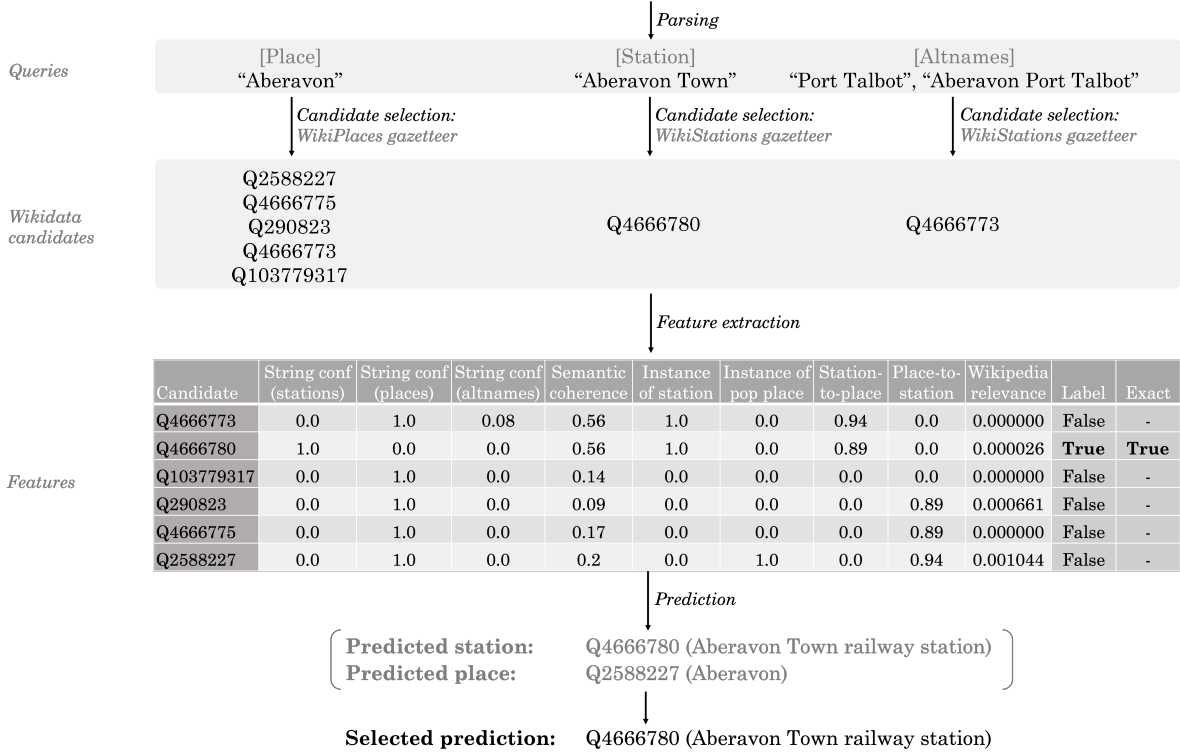 Parsing
Queries
[Place] [Station] [Altnames]
“Aberavon” “Aberavon Town” “Port Talbot”, “Aberavon Port Talbot”
Candidate selection: Candidate selection: Candidate selection:
WikiPlaces gazetteer WikiStations gazetteer WikiStations gazetteer
Wikidata
candidates
Q2588227
Q4666775
Q290823
Q4666773
Q103779317
Q4666780
Q4666773
Feature extraction
Features
Candidate String conf (stations) String conf (places) String conf (altnames) Semantic coherence Instance of station Instance of pop place Station-to-place Place-to-station Wikipedia relevance Label Exact
Q4666773 0.0 1.0 0.08 0.56 1.0 0.0 0.94 0.0 0.000000 False -
Q4666780 1.0 0.0 0.0 0.56 1.0 0.0 0.89 0.0 0.000026 True True
Q103779317 0.0 1.0 0.0 0.14 0.0 0.0 0.0 0.0 0.000000 False -
Q290823 0.0 1.0 0.0 0.09 0.0 0.0 0.0 0.89 0.000661 False -
Q4666775 0.0 1.0 0.0 0.17 0.0 0.0 0.0 0.89 0.000000 False -
Q2588227 0.0 1.0 0.0 0.2 0.0 1.0 0.0 0.94 0.001044 False -
Prediction
Predicted station: Q4666780 (Aberavon Town railway station)
Predicted place: Q2588227 (Aberavon)
Selected prediction: Q4666780 (Aberavon Town railway station)